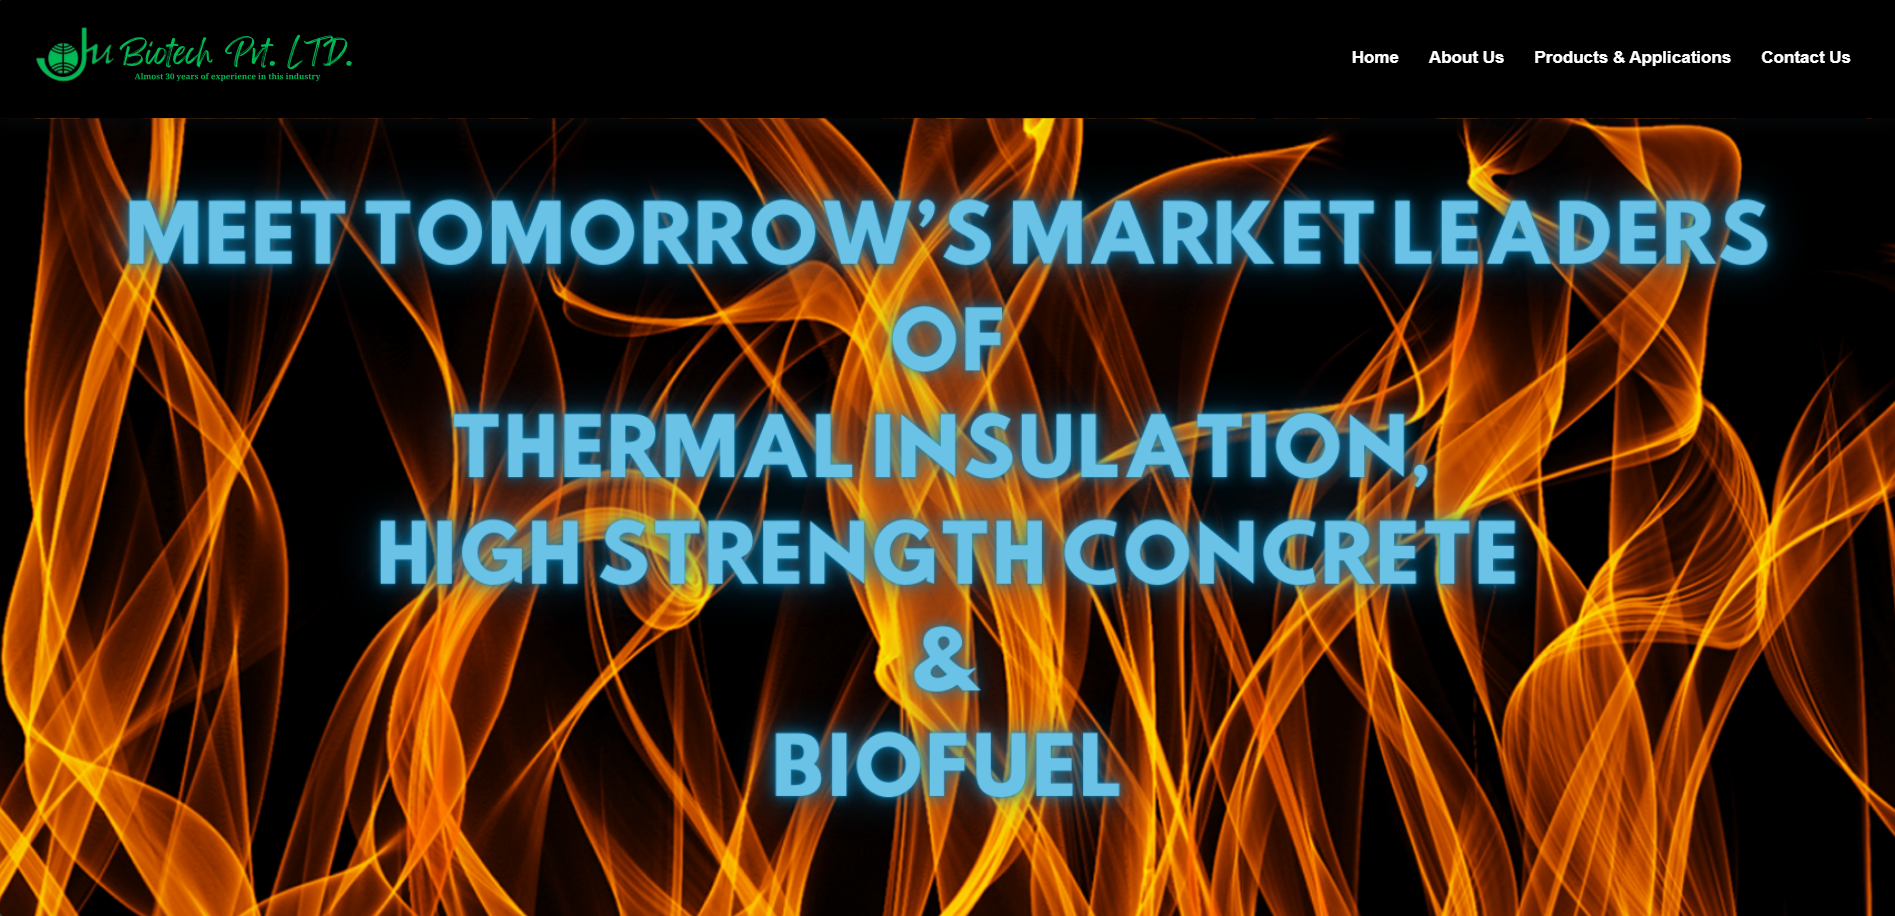 Jhu Biotech Pvt. LTD.
Almost 30 years of experience in this industry
Home About Us Products & Applications Contact Us
MEET TOMORROW’S MARKET LEADERS
OF
THERMAL INSULATION,
HIGH STRENGTH CONCRETE
&
BIOFUEL